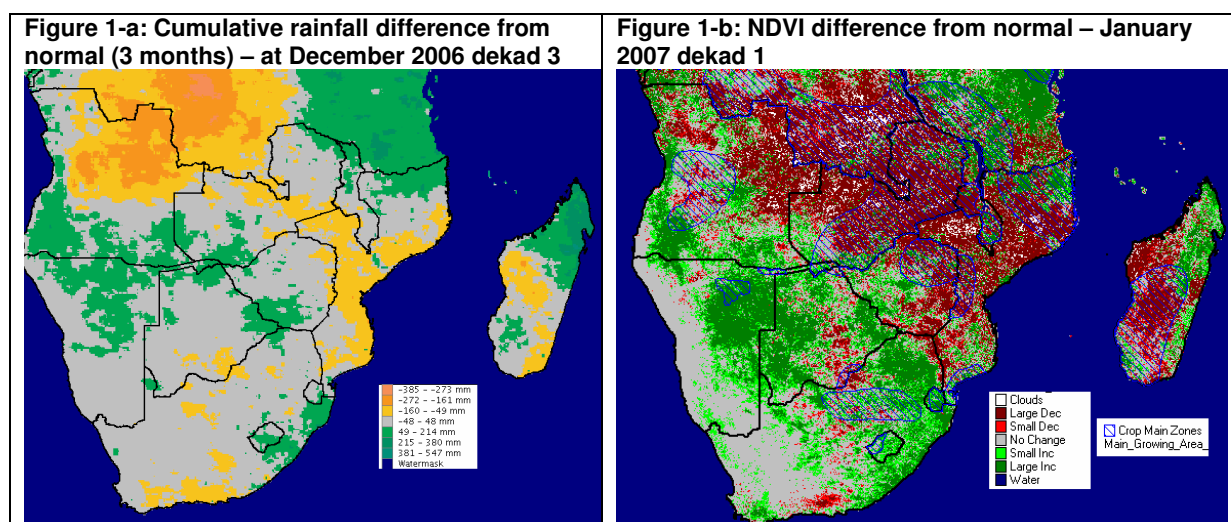 Figure 1-a: Cumulative rainfall difference from
normal (3 months) – at December 2006 dekad 3
Figure 1-b: NDVI difference from normal – January
2007 dekad 1
-385 - -273 mm
-272 - -161 mm
-160 - -49 mm
-48 - 48 mm
49 - 214 mm
215 - 380 mm
381 - 547 mm
Watermask
Clouds
Large Dec
Small Dec
No Change
Small Inc
Large Inc
Water
Crop Main Zones
Main_Growing_Area_